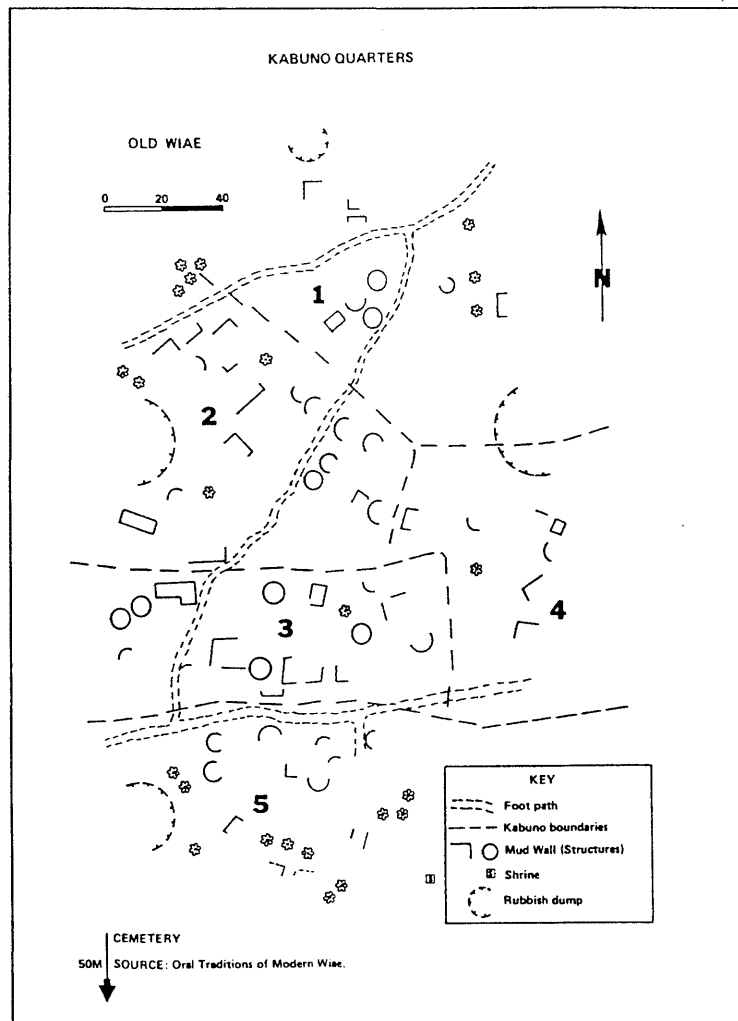 KABUNO QUARTERS
OLD WIAE
0 20 40
N
1
2
3
4
5
KEY
Foot path
Kabuno boundaries
Mud Wall (Structures)
Shrine
Rubbish dump
CEMETERY
50M SOURCE: Oral Traditions of Modern Wiae.